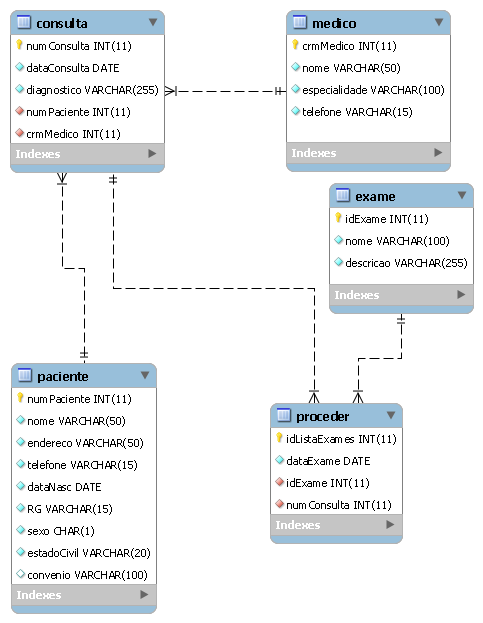 consulta
numConsulta INT(11)
dataConsulta DATE
diagnostico VARCHAR(255)
numPaciente INT(11)
crmMedico INT(11)
Indexes
medico
crmMedico INT(11)
nome VARCHAR(50)
especialidade VARCHAR(100)
telefone VARCHAR(15)
Indexes
exame
idExame INT(11)
nome VARCHAR(100)
descricao VARCHAR(255)
Indexes
paciente
numPaciente INT(11)
nome VARCHAR(50)
endereco VARCHAR(50)
telefone VARCHAR(15)
dataNasc DATE
RG VARCHAR(15)
sexo CHAR(1)
estadoCivil VARCHAR(20)
convenio VARCHAR(100)
Indexes
proceder
idListaExames INT(11)
dataExame DATE
idExame INT(11)
numConsulta INT(11)
Indexes